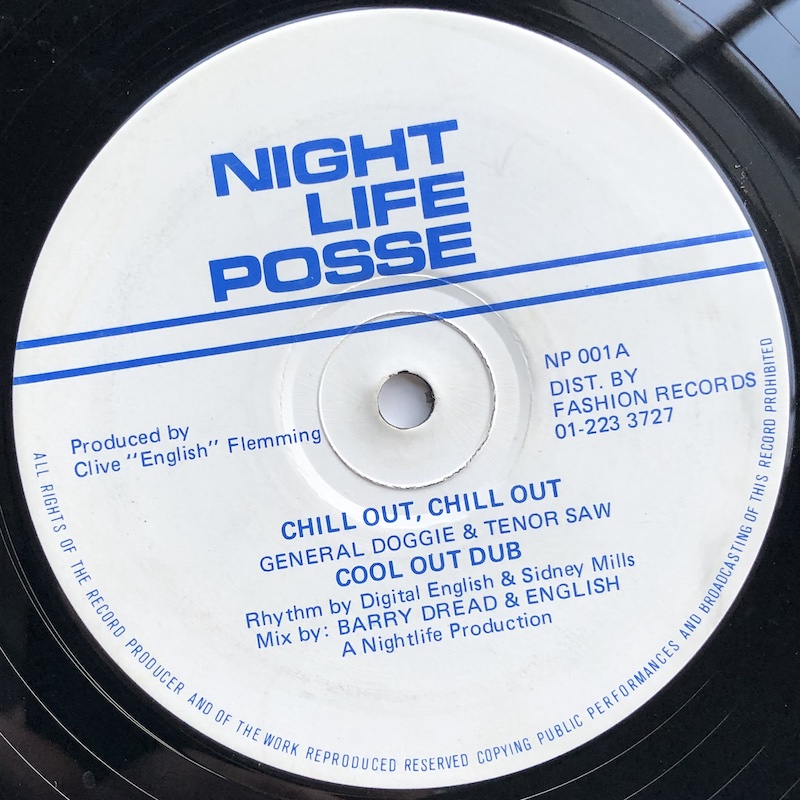 NIGHT
LIFE
POSSE
NP 001A
DIST. BY
FASHION RECORDS
01-223 3727
Produced by
Clive "English" Flemming
CHILL OUT, CHILL OUT
GENERAL DOGGIE & TENOR SAW
COOL OUT DUB
Rhythm by Digital English & Sidney Mills
Mix by: BARRY DREAD & ENGLISH
A Nightlife Production
ALL RIGHTS OF THE RECORD PRODUCER AND OF THE WORK REPRODUCED RESERVED COPYING PUBLIC PERFORMANCES AND BROADCASTING OF THIS RECORD PROHIBITED